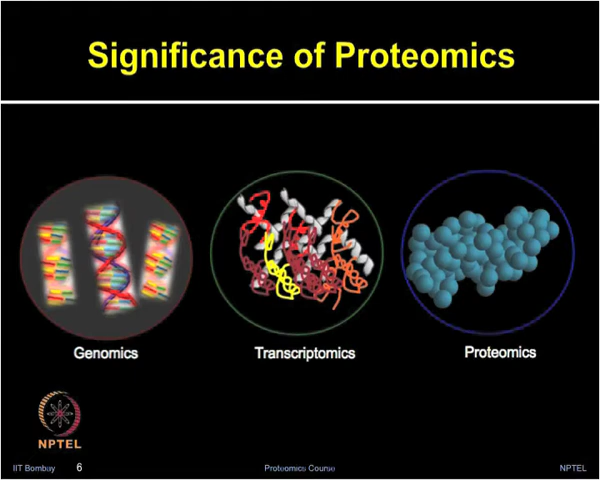 Significance of Proteomics
Genomics
Transcriptomics
Proteomics
NPTEL
IIT Bombay 6 Proteomics Course NPTEL